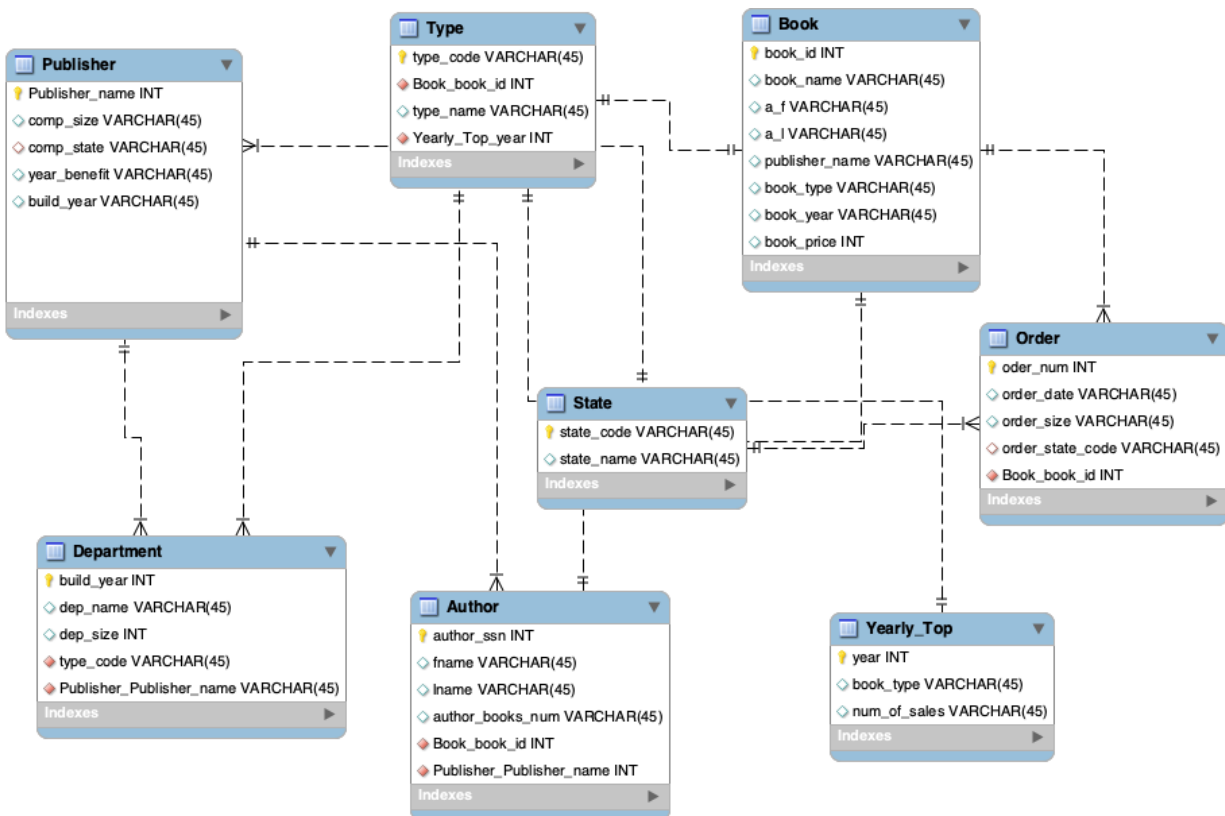 Publisher
Publisher_name INT
comp_size VARCHAR(45)
comp_state VARCHAR(45)
year_benefit VARCHAR(45)
build_year VARCHAR(45)
Indexes
Type
type_code VARCHAR(45)
Book_book_id INT
type_name VARCHAR(45)
Yearly_Top_year INT
Indexes
Book
book_id INT
book_name VARCHAR(45)
a_f VARCHAR(45)
a_l VARCHAR(45)
publisher_name VARCHAR(45)
book_type VARCHAR(45)
book_year VARCHAR(45)
book_price INT
Indexes
State
state_code VARCHAR(45)
state_name VARCHAR(45)
Indexes
Order
oder_num INT
order_date VARCHAR(45)
order_size VARCHAR(45)
order_state_code VARCHAR(45)
Book_book_id INT
Indexes
Department
build_year INT
dep_name VARCHAR(45)
dep_size INT
type_code VARCHAR(45)
Publisher_Publisher_name VARCHAR(45)
Indexes
Author
author_ssn INT
fname VARCHAR(45)
lname VARCHAR(45)
author_books_num VARCHAR(45)
Book_book_id INT
Publisher_Publisher_name INT
Indexes
Yearly_Top
year INT
book_type VARCHAR(45)
num_of_sales VARCHAR(45)
Indexes